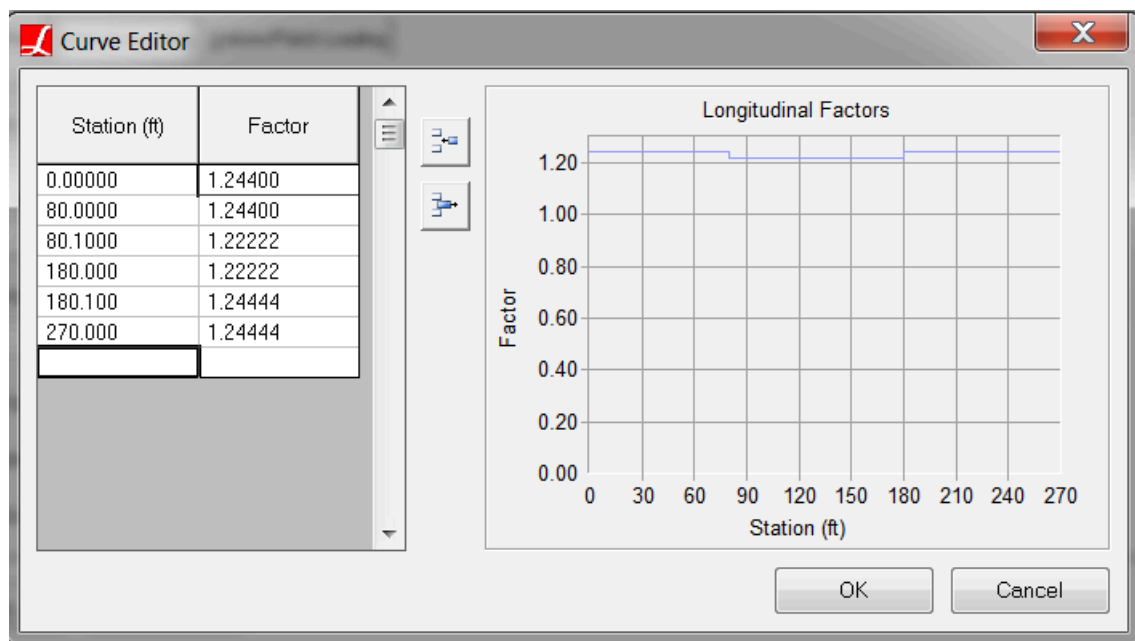 Curve Editor
Station (ft) Factor
0.00000 1.24400
80.0000 1.24400
80.1000 1.22222
180.000 1.22222
180.100 1.24444
270.000 1.24444
Longitudinal Factors
Factor
1.20
1.00
0.80
0.60
0.40
0.20
0.00
0 30 60 90 120 150 180 210 240 270
Station (ft)
OK Cancel